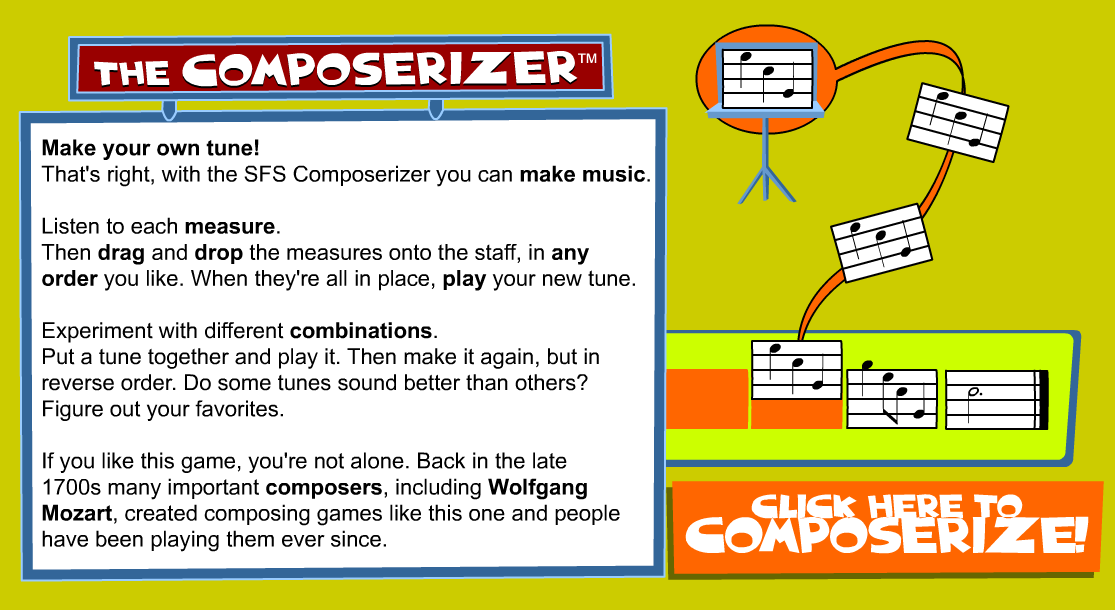 THE COMPOSERIZER™
Make your own tune!
That's right, with the SFS Composerizer you can make music.
Listen to each measure.
Then drag and drop the measures onto the staff, in any
order you like. When they're all in place, play your new tune.
Experiment with different combinations.
Put a tune together and play it. Then make it again, but in
reverse order. Do some tunes sound better than others?
Figure out your favorites.
If you like this game, you're not alone. Back in the late
1700s many important composers, including Wolfgang
Mozart, created composing games like this one and people
have been playing them ever since.
CLICK HERE TO
COMPOSERIZE!